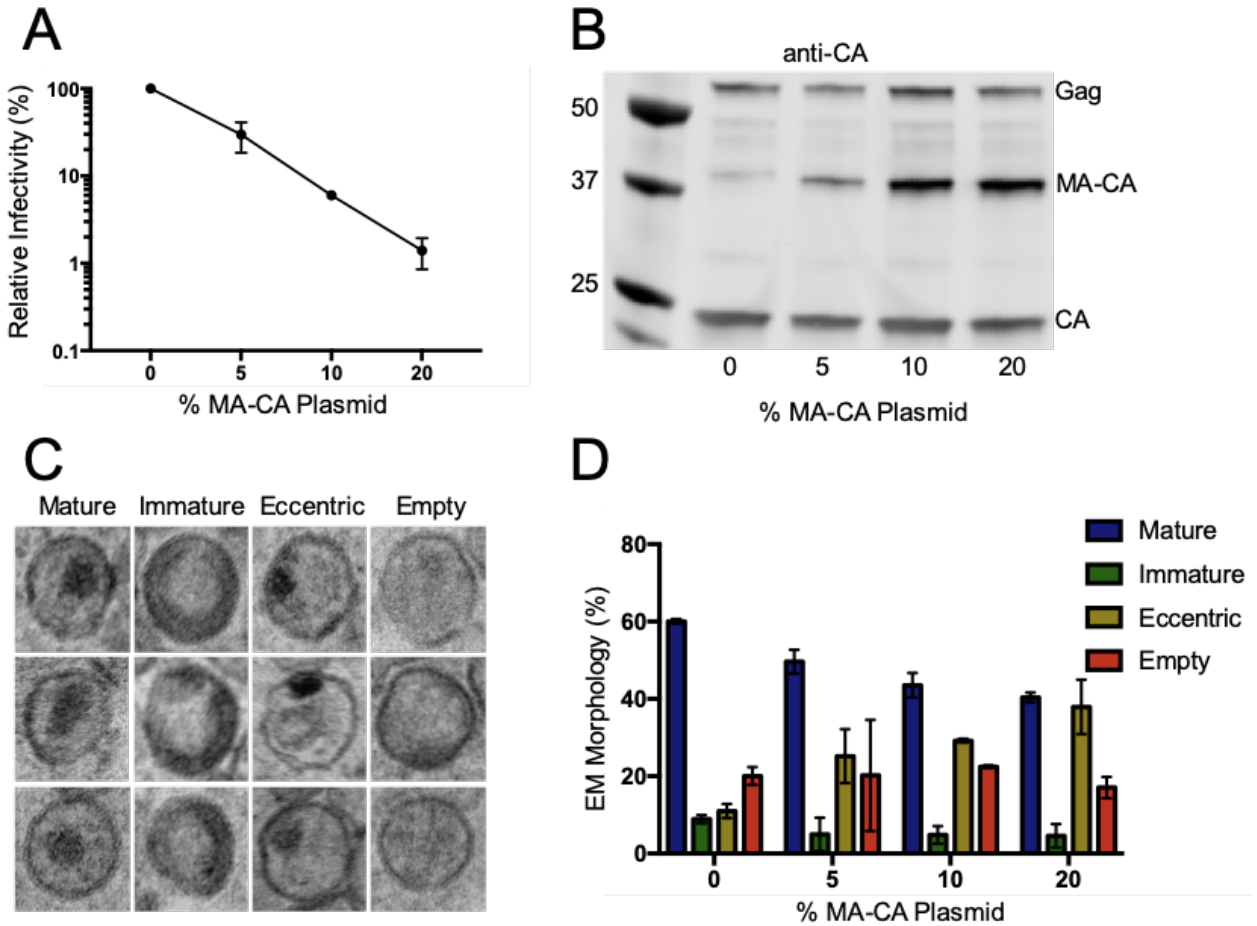 A
Relative Infectivity (%)
100
10
1
0.1
0 5 10 20
% MA-CA Plasmid
B
anti-CA
50
37
25
Gag
MA-CA
CA
0 5 10 20
% MA-CA Plasmid
C
Mature Immature Eccentric Empty
D
EM Morphology (%)
80
60
40
20
0
0 5 10 20
% MA-CA Plasmid
Mature
Immature
Eccentric
Empty